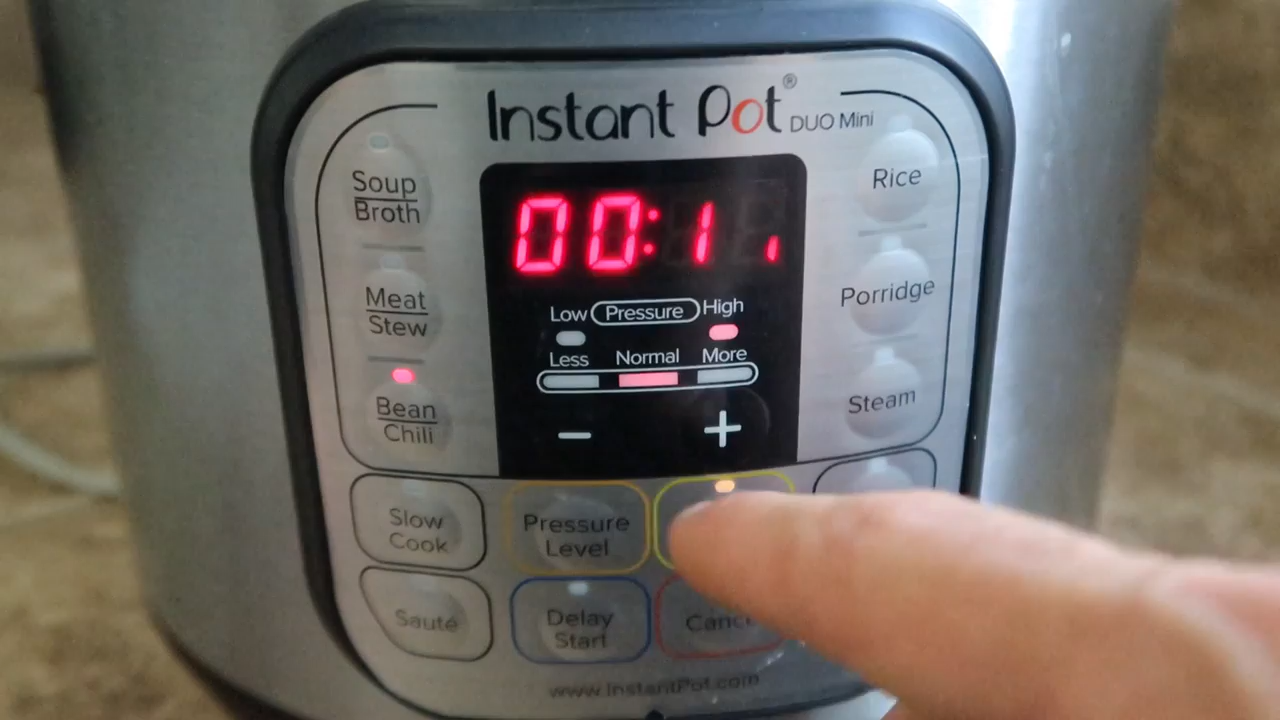 Instant Pot® DUO Mini
Soup
Broth
Meat
Stew
Bean
Chili
00:1
Low Pressure High
Less Normal More
− +
Rice
Porridge
Steam
Slow
Cook
Pressure
Level
Sauté
Delay
Start
www.InstantPot.com